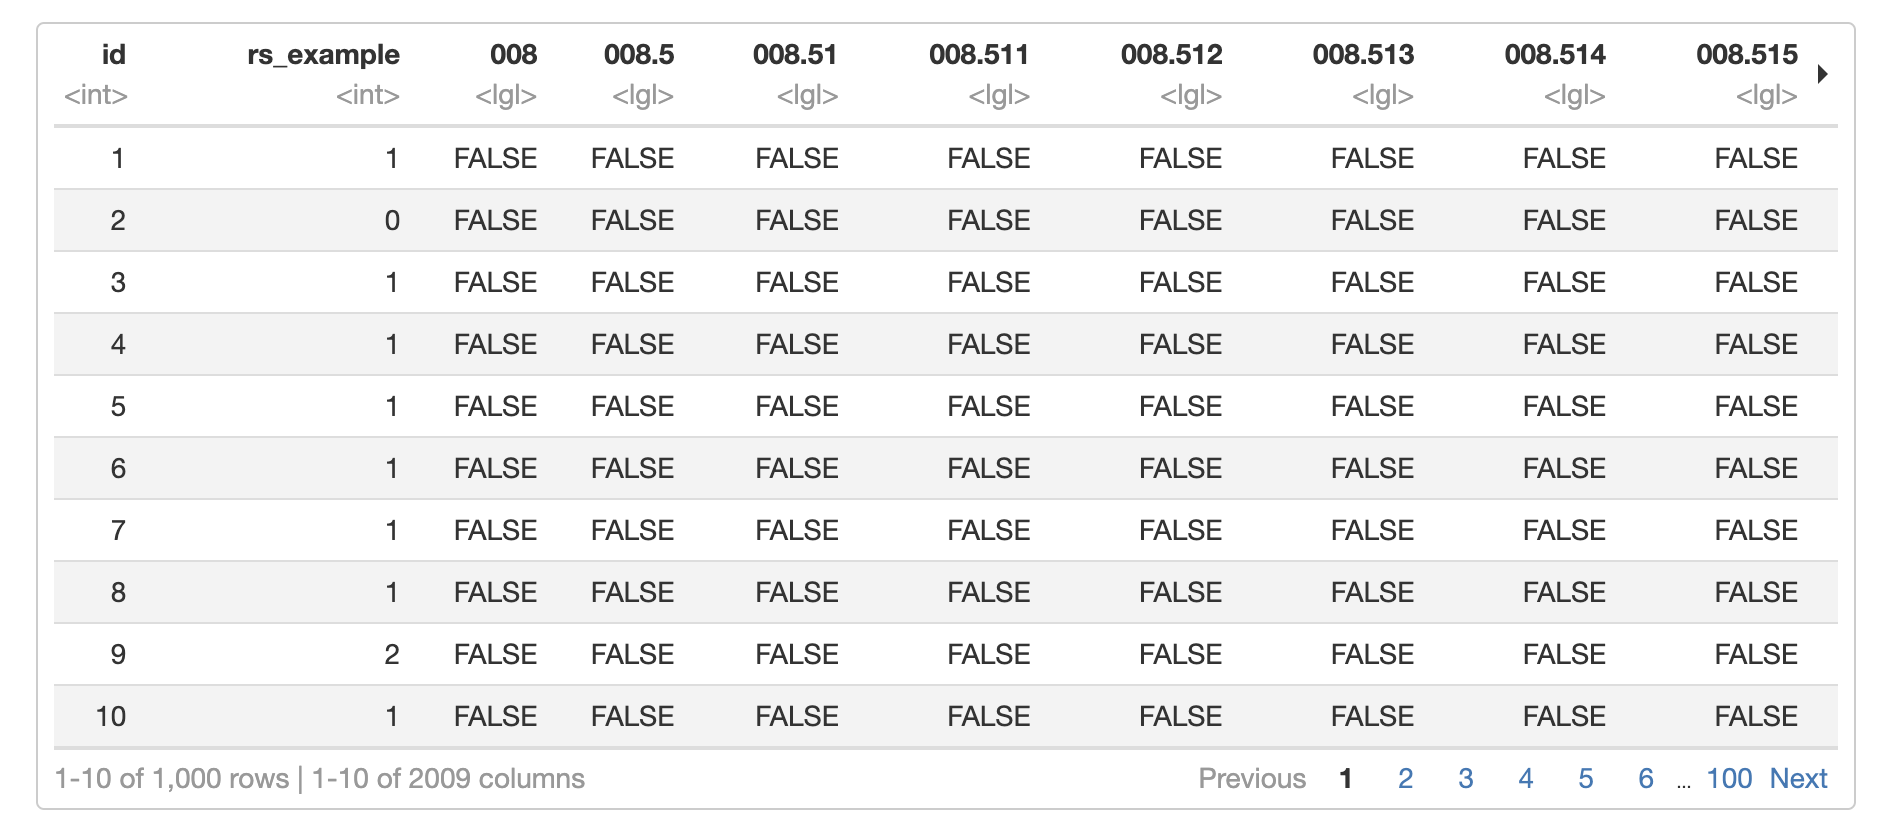 id rs_example 008 008.5 008.51 008.511 008.512 008.513 008.514 008.515
<int> <int> <lgl> <lgl> <lgl> <lgl> <lgl> <lgl> <lgl> <lgl>
1 1 FALSE FALSE FALSE FALSE FALSE FALSE FALSE FALSE
2 0 FALSE FALSE FALSE FALSE FALSE FALSE FALSE FALSE
3 1 FALSE FALSE FALSE FALSE FALSE FALSE FALSE FALSE
4 1 FALSE FALSE FALSE FALSE FALSE FALSE FALSE FALSE
5 1 FALSE FALSE FALSE FALSE FALSE FALSE FALSE FALSE
6 1 FALSE FALSE FALSE FALSE FALSE FALSE FALSE FALSE
7 1 FALSE FALSE FALSE FALSE FALSE FALSE FALSE FALSE
8 1 FALSE FALSE FALSE FALSE FALSE FALSE FALSE FALSE
9 2 FALSE FALSE FALSE FALSE FALSE FALSE FALSE FALSE
10 1 FALSE FALSE FALSE FALSE FALSE FALSE FALSE FALSE
1-10 of 1,000 rows | 1-10 of 2009 columns Previous 1 2 3 4 5 6 ... 100 Next